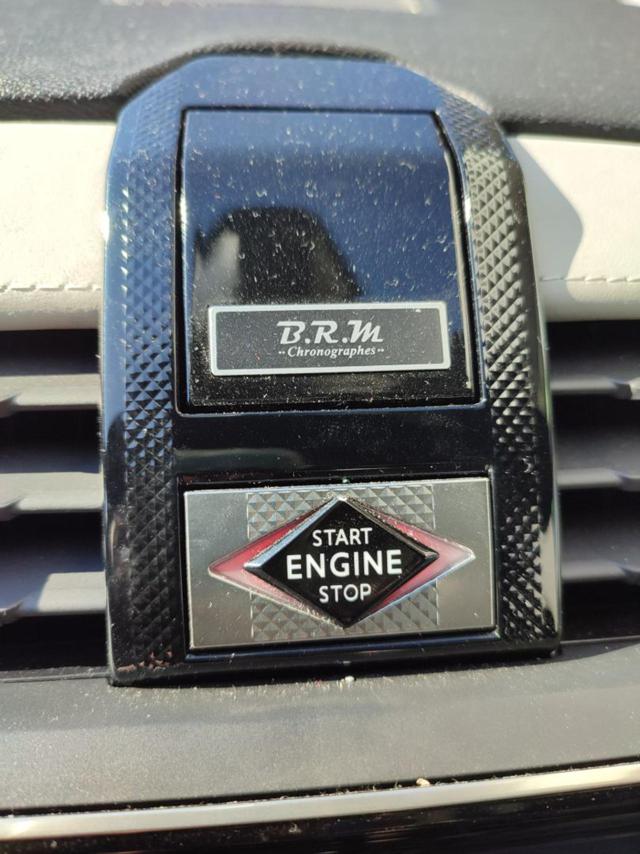 B.R.M
··Chronographes··
START
ENGINE
STOP